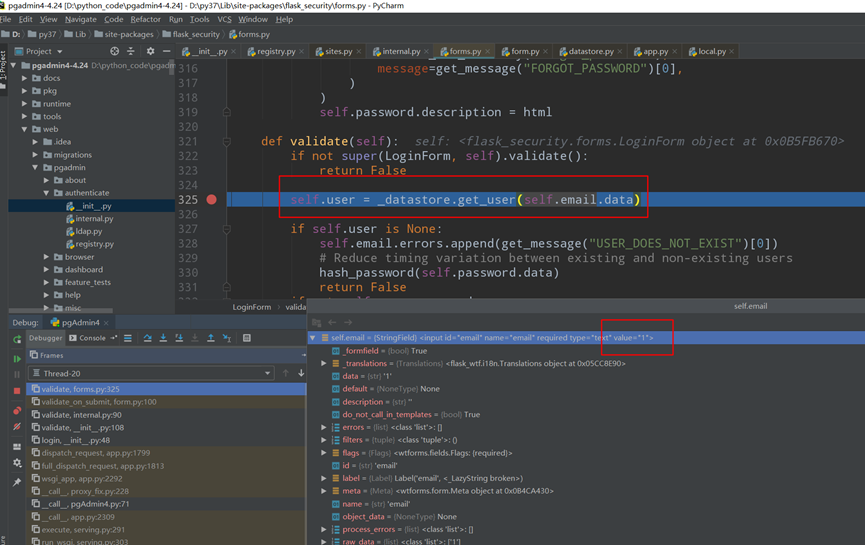 pgadmin4-4.24 [D:\python_code\pgadmin4-4.24] - D:\py37\Lib\site-packages\flask_security\forms.py - PyCharm
File Edit View Navigate Code Refactor Run Tools VCS Window Help
D: py37 Lib site-packages flask_security forms.py
Project
__init__.py registry.py sites.py internal.py forms.py form.py datastore.py app.py local.py
1: Project
pgadmin4-4.24 D:\python_code\pgadm
docs
pkg
runtime
tools
web
.idea
migrations
pgadmin
about
authenticate
__init__.py
internal.py
ldap.py
registry.py
browser
dashboard
feature_tests
help
misc
316 message=get_message("FORGOT_PASSWORD")[0],
317 )
318 )
319 self.password.description = html
320
321 def validate(self): self: <flask_security.forms.LoginForm object at 0x0B5FB670>
322 if not super(LoginForm, self).validate():
323 return False
324
325 self.user = _datastore.get_user(self.email.data)
326
327 if self.user is None:
328 self.email.errors.append(get_message("USER_DOES_NOT_EXIST")[0])
329 # Reduce timing variation between existing and non-existing users
330 hash_password(self.password.data)
331 return False
LoginForm valida
self.email
Debug: pgAdmin4
Debugger Console
Frames
Thread-20
validate, forms.py:325
validate_on_submit, form.py:100
validate, internal.py:90
validate, __init__.py:108
login, __init__.py:48
dispatch_request, app.py:1799
full_dispatch_request, app.py:1813
wsgi_app, app.py:2292
__call__, proxy_fix.py:228
__call__, pgAdmin4.py:71
__call__, app.py:2309
execute, serving.py:291
run_wsgi, serving.py:303
self.email = {StringField} <input id="email" name="email" required type="text" value="1">
_formfield = {bool} True
_translations = {Translations} <flask_wtf.i18n.Translations object at 0x05CC8E90>
data = {str} '1'
default = {NoneType} None
description = {str} ''
do_not_call_in_templates = {bool} True
errors = {list} <class 'list'>: []
filters = {tuple} <class 'tuple'>: ()
flags = {Flags} <wtforms.fields.Flags: {required}>
id = {str} 'email'
label = {Label} Label('email', <_LazyString broken>)
meta = {Meta} <wtforms.form.Meta object at 0x0B4CA430>
name = {str} 'email'
object_data = {NoneType} None
process_errors = {list} <class 'list'>: []
raw_data = {list} <class 'list'>: ['1']